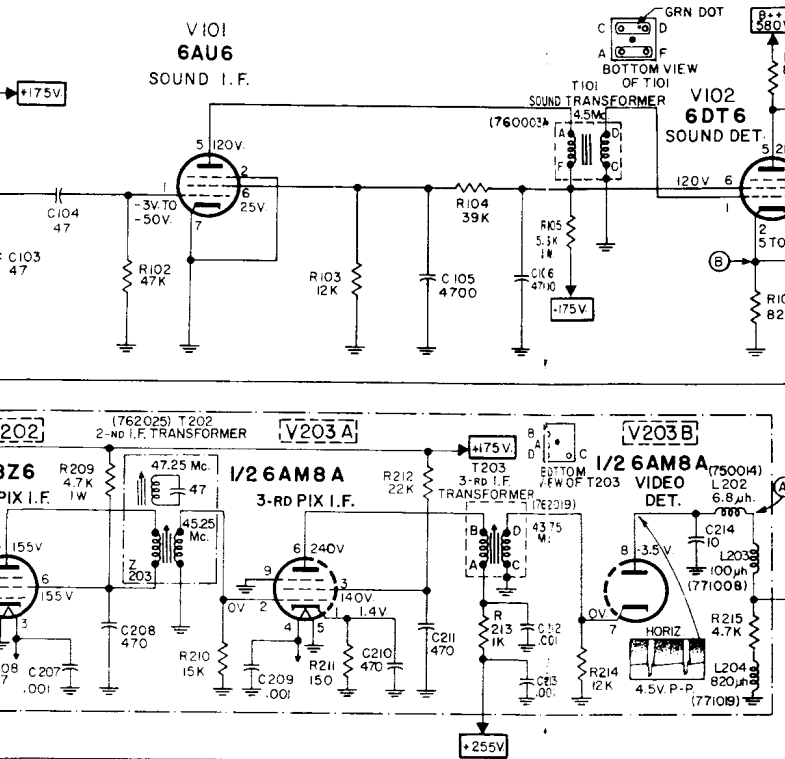 V101
6AU6
SOUND I.F.
+175V.
5 120V.
2
6
25V.
1
-3V.TO
-50V.
7
C104
47
C103
47
R102
47K
R103
12K
C105
4700
R104
39K
C106
4700
GRN DOT
C D
A F
BOTTOM VIEW
OF T101
T101
SOUND TRANSFORMER
4.5Mc.
A D
F C
R105
1W.
+175V.
B++
580V
V102
6DT6
SOUND DET.
5
120V 6
1
2
5 TO
B
82
202
PIX I.F.
155V
6
155V
3
C207
.001
R209
4.7K
1W
C208
470
(762025) T202
2-ND I.F. TRANSFORMER
47.25 Mc.
47
45.25
Mc.
Z
203
R210
15K
V203A
1/2 6AM8A
3-RD PIX I.F.
6 240V
9
3
140V.
0V 2
1 1.4V
4 5
C209
.001
R211
150
C210
470
R212
22K
C211
470
+175V
T203
3-RD I.F.
TRANSFORMER
(762019)
B D
A C
43.75
R
213
1K
C212
.001
C213
.001
+255V.
B
A
D C
BOTTOM
VIEW OF T203
V203B
1/2 6AM8A
VIDEO
DET.
8 -3.5V.
0V
7
R214
12K
HORIZ.
4.5V. P-P.
(750014)
L202
6.8µh.
C214
10
L203
100µh
(771008)
R215
4.7K
L204
820µh
(771019)
A